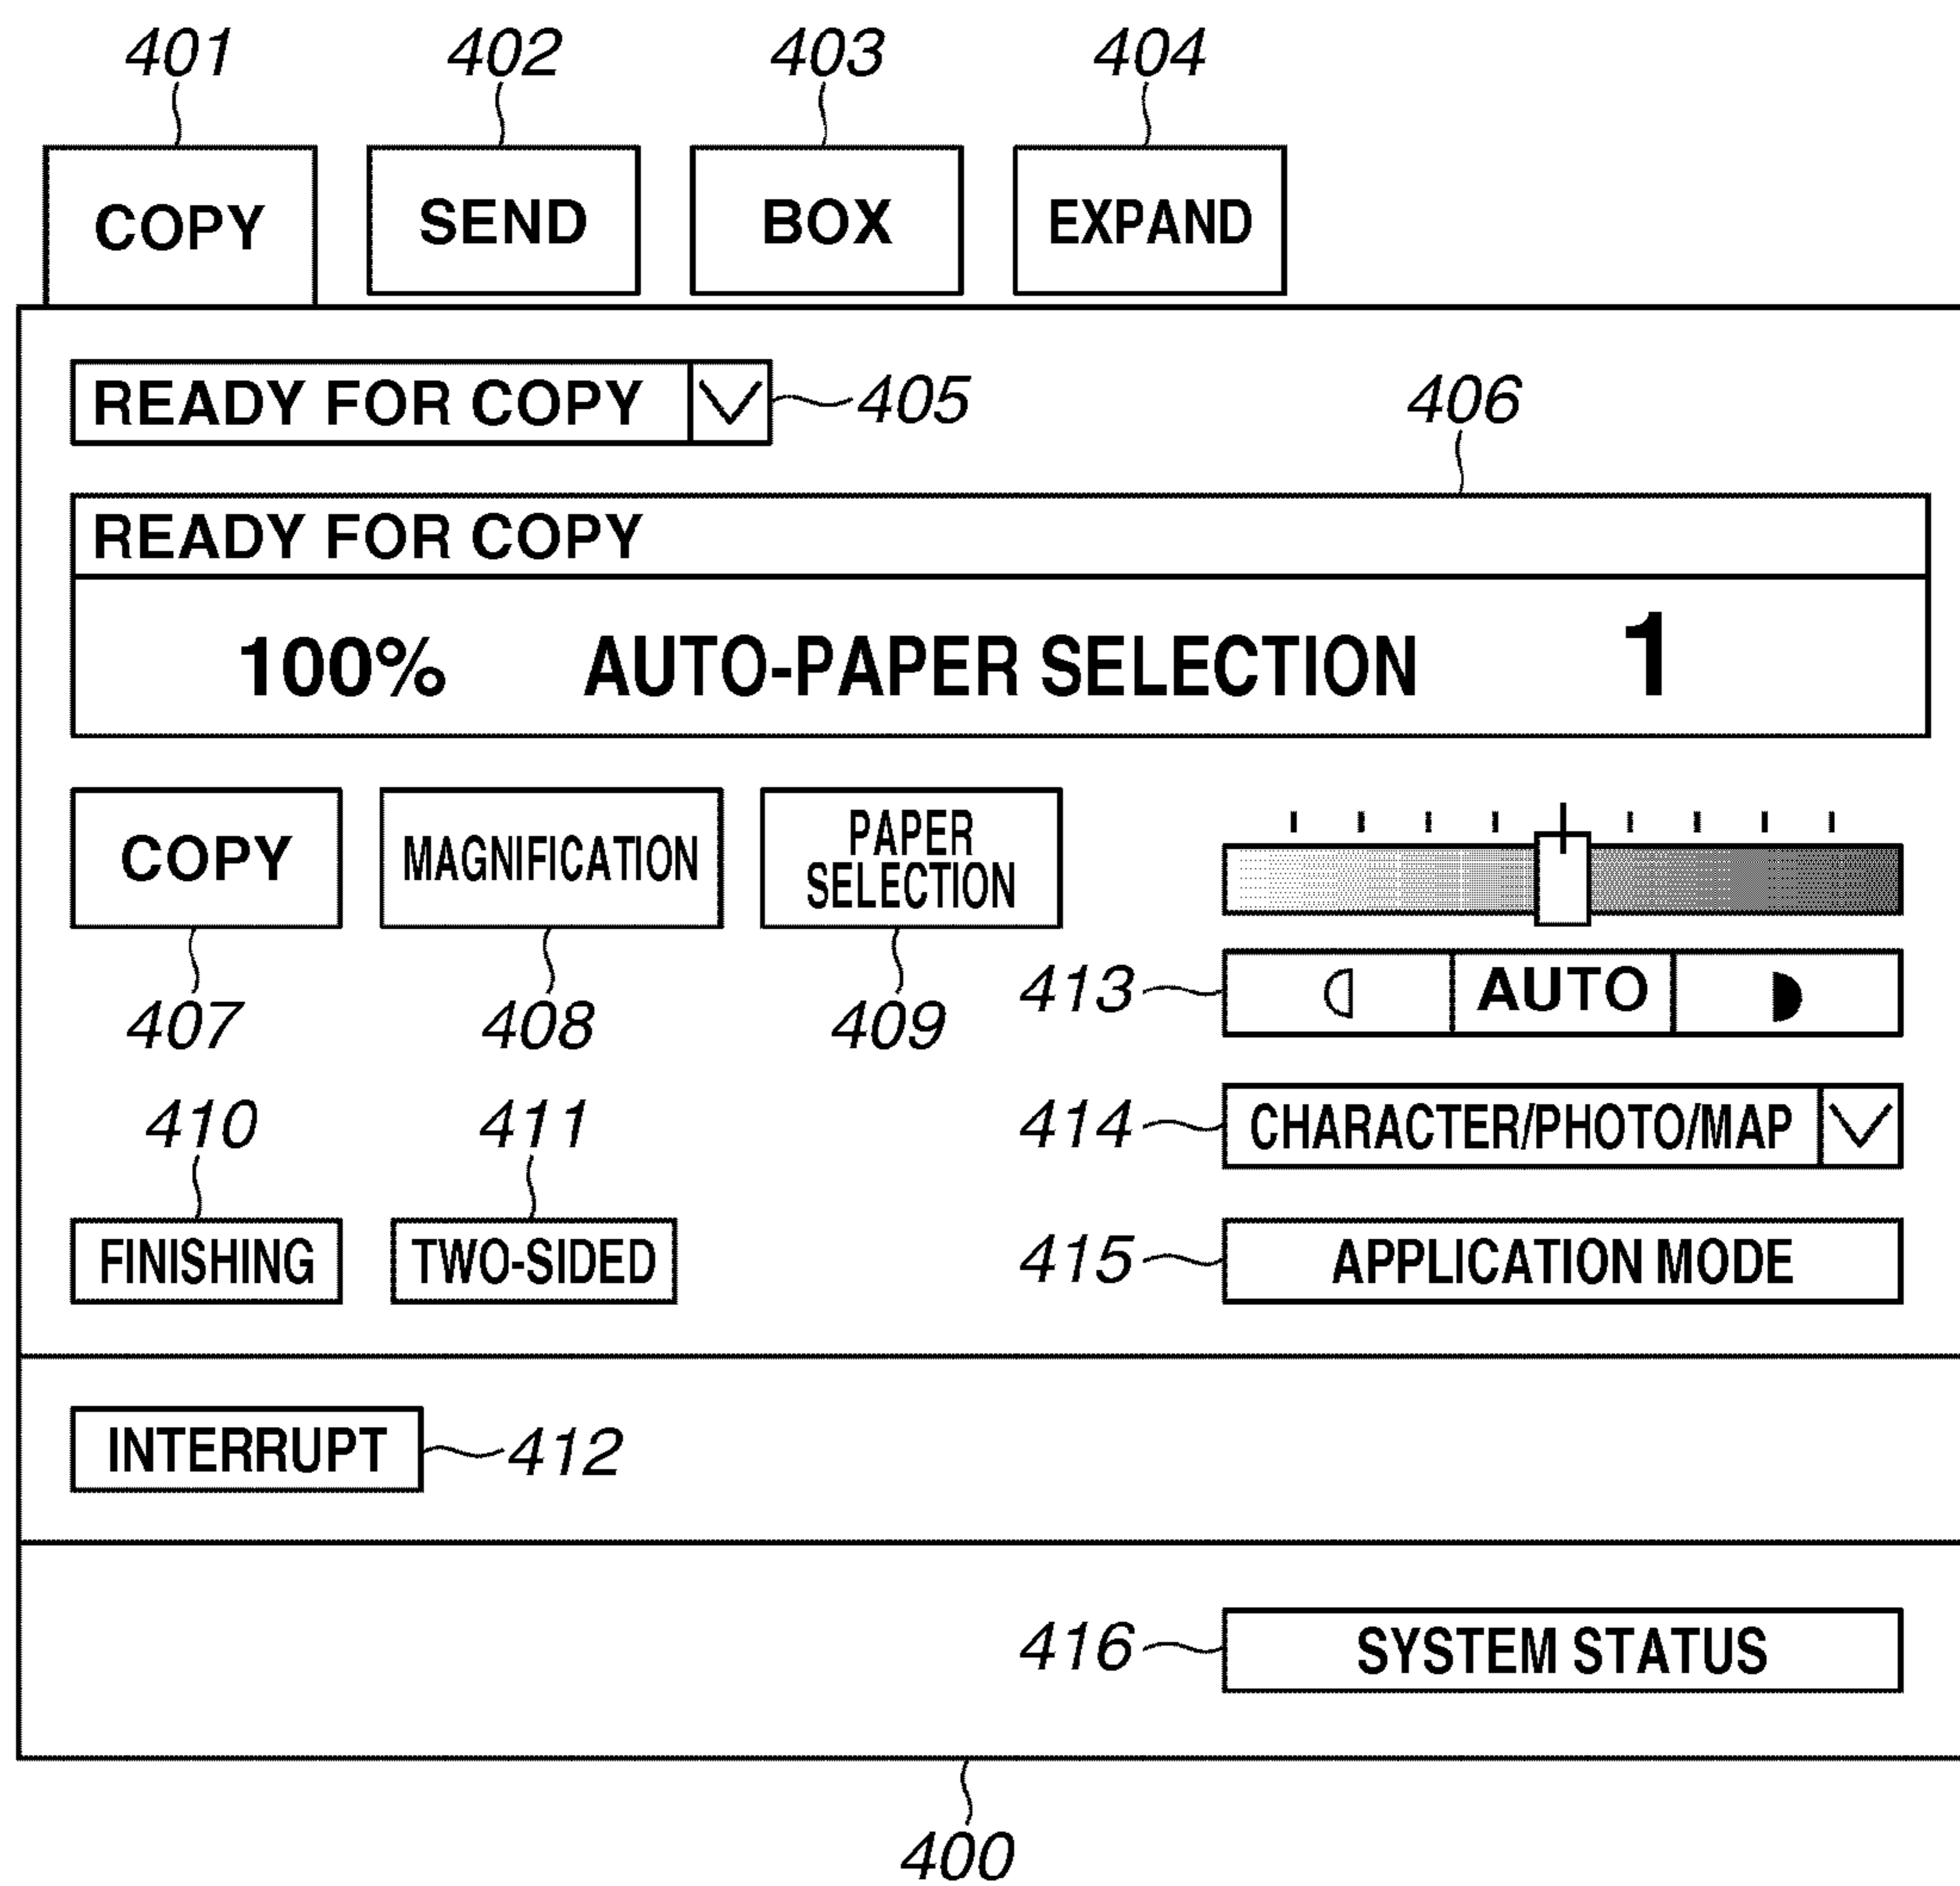 401 402 403 404
COPY SEND BOX EXPAND
READY FOR COPY 405 406
READY FOR COPY
100% AUTO-PAPER SELECTION 1
COPY MAGNIFICATION PAPER
SELECTION
413 AUTO
407 408 409
410 411 414 CHARACTER/PHOTO/MAP
FINISHING TWO-SIDED 415 APPLICATION MODE
INTERRUPT 412
416 SYSTEM STATUS
400